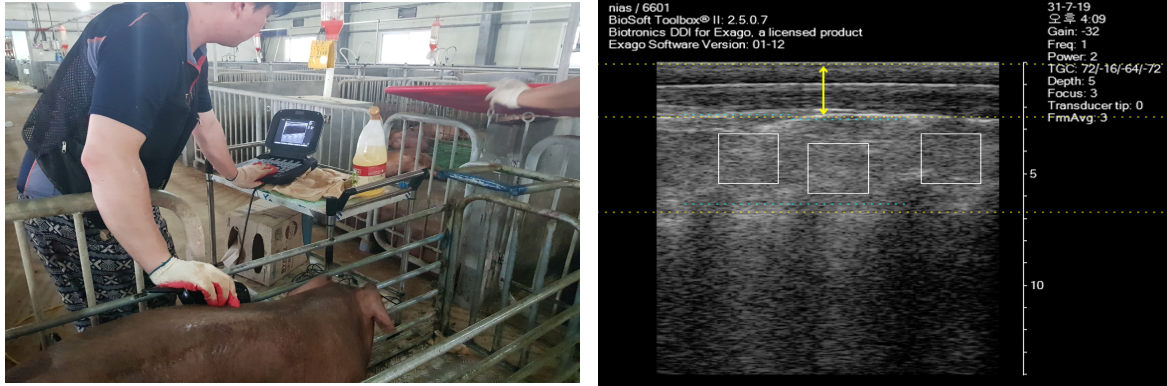 nias / 6601
BioSoft Toolbox® II: 2.5.0.7
Biotronics DDI for Exago, a licensed product
Exago Software Version: 01-12
31-7-19
오후 4:09
Gain: -32
Freq: 1
Power: 2
TGC: 72/-16/-64/-72
Depth: 5
Focus: 3
Transducer tip: 0
FrmAvg: 3
5
10